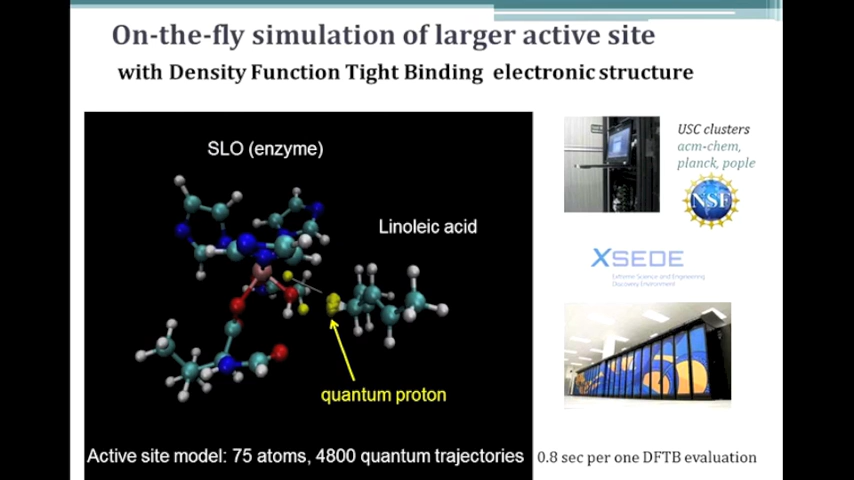 On-the-fly simulation of larger active site
with Density Function Tight Binding electronic structure
SLO (enzyme)
Linoleic acid
quantum proton
Active site model: 75 atoms, 4800 quantum trajectories
USC clusters
acm-chem,
planck, pople
NSF
XSEDE
Extreme Science and Engineering
Discovery Environment
0.8 sec per one DFTB evaluation